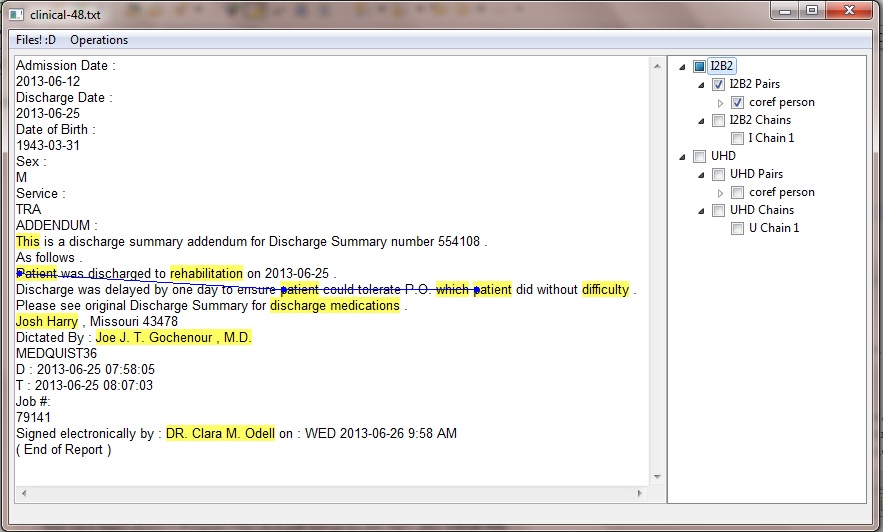 clinical-48.txt
Files! :D Operations
Admission Date :
2013-06-12
Discharge Date :
2013-06-25
Date of Birth :
1943-03-31
Sex :
M
Service :
TRA
ADDENDUM :
This is a discharge summary addendum for Discharge Summary number 554108 .
As follows .
Patient was discharged to rehabilitation on 2013-06-25 .
Discharge was delayed by one day to ensure patient could tolerate P.O. which patient did without difficulty .
Please see original Discharge Summary for discharge medications .
Josh Harry , Missouri 43478
Dictated By : Joe J. T. Gochenour , M.D.
MEDQUIST36
D : 2013-06-25 07:58:05
T : 2013-06-25 08:07:03
Job #:
79141
Signed electronically by : DR. Clara M. Odell on : WED 2013-06-26 9:58 AM
( End of Report )
I2B2
I2B2 Pairs
coref person
I2B2 Chains
I Chain 1
UHD
UHD Pairs
coref person
UHD Chains
U Chain 1